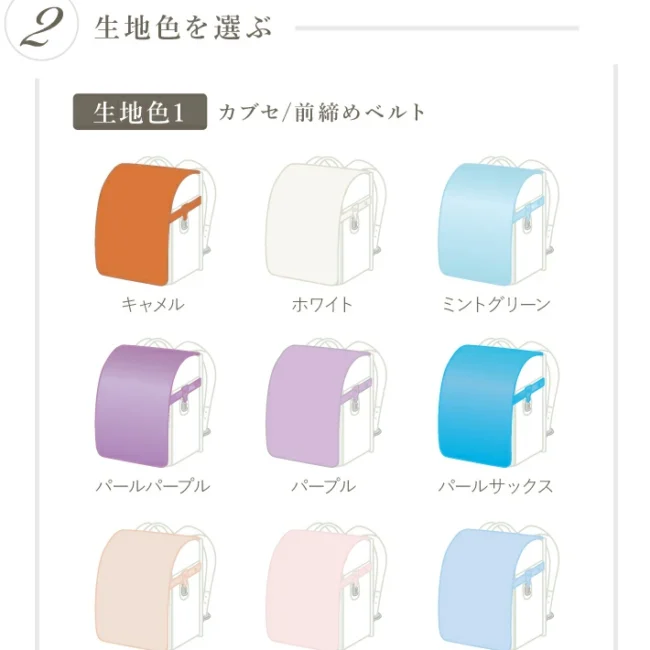 2 生地色を選ぶ
生地色1 カブセ/前締めベルト
キャメル ホワイト ミントグリーン
パールパープル パープル パールサックス